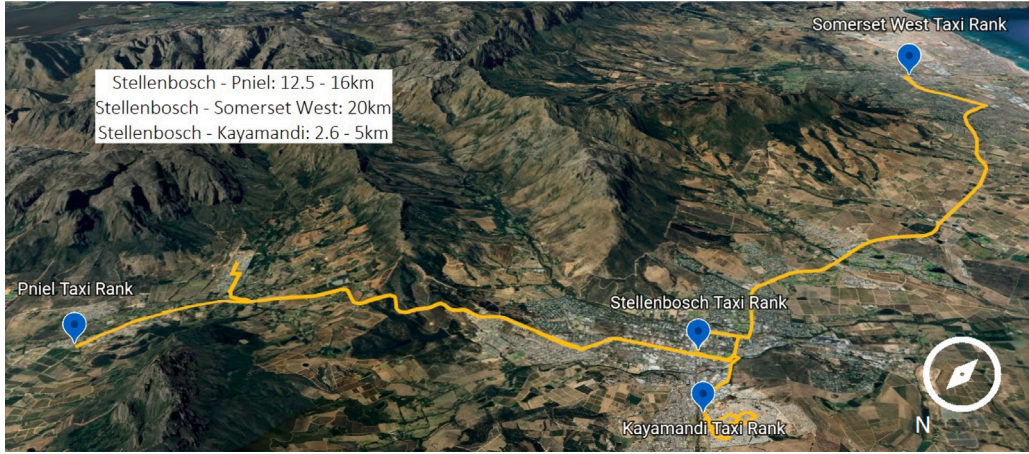 Somerset West Taxi Rank
Stellenbosch - Pniel: 12.5 - 16km
Stellenbosch - Somerset West: 20km
Stellenbosch - Kayamandi: 2.6 - 5km
Pniel Taxi Rank
Stellenbosch Taxi Rank
Kayamandi Taxi Rank
N